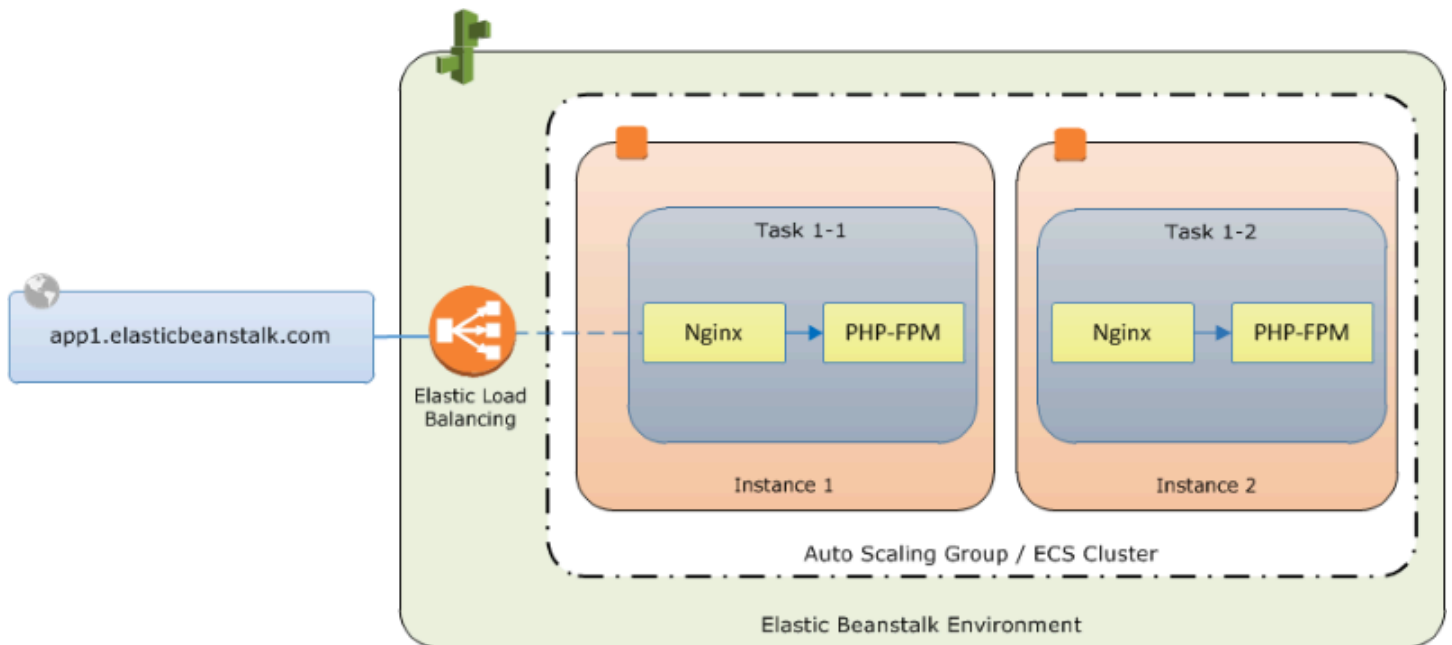 app1.elasticbeanstalk.com
Elastic Load
Balancing
Task 1-1
Nginx
PHP-FPM
Instance 1
Task 1-2
Nginx
PHP-FPM
Instance 2
Auto Scaling Group / ECS Cluster
Elastic Beanstalk Environment